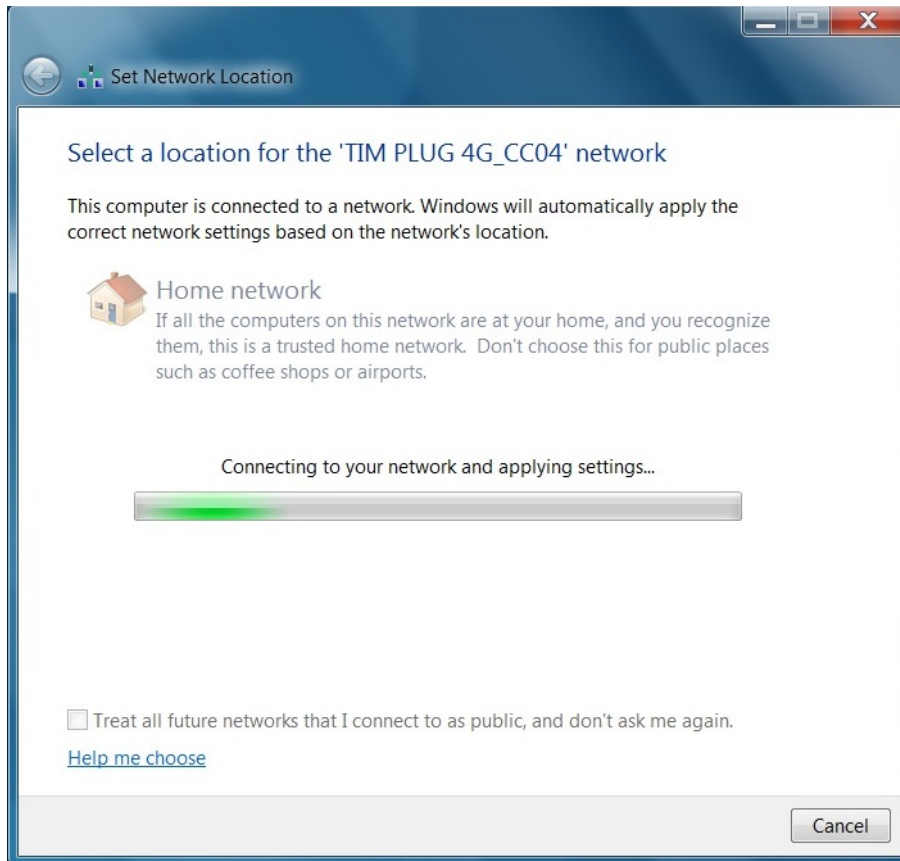 Set Network Location
Select a location for the 'TIM PLUG 4G_CC04' network
This computer is connected to a network. Windows will automatically apply the
correct network settings based on the network's location.
Home network
If all the computers on this network are at your home, and you recognize
them, this is a trusted home network.  Don't choose this for public places
such as coffee shops or airports.
Connecting to your network and applying settings...
Treat all future networks that I connect to as public, and don't ask me again.
Help me choose
Cancel